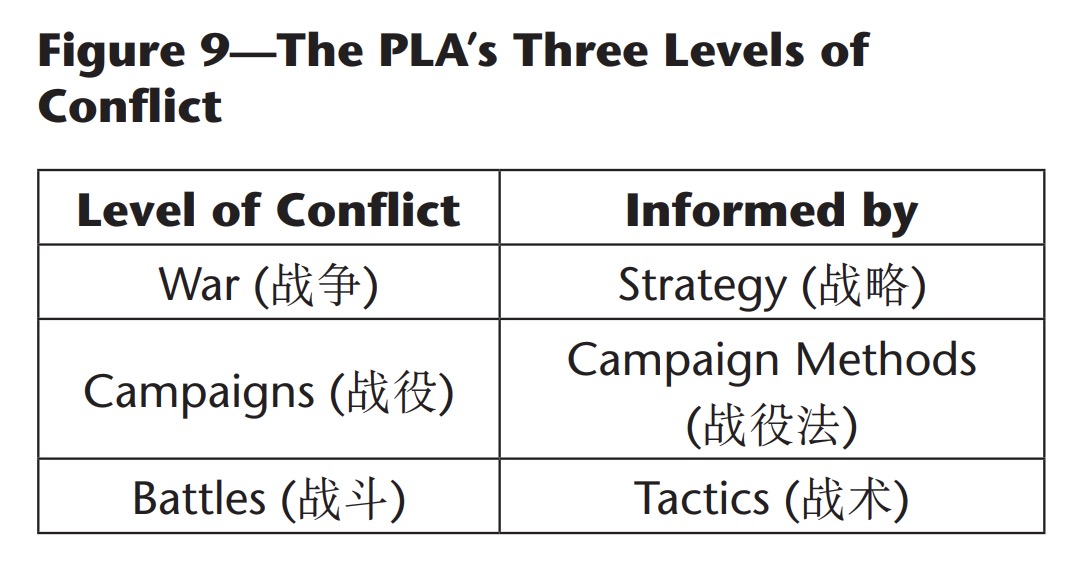 Figure 9—The PLA’s Three Levels of
Conflict
Level of Conflict
Informed by
War (战争)
Strategy (战略)
Campaigns (战役)
Campaign Methods
(战役法)
Battles (战斗)
Tactics (战术)